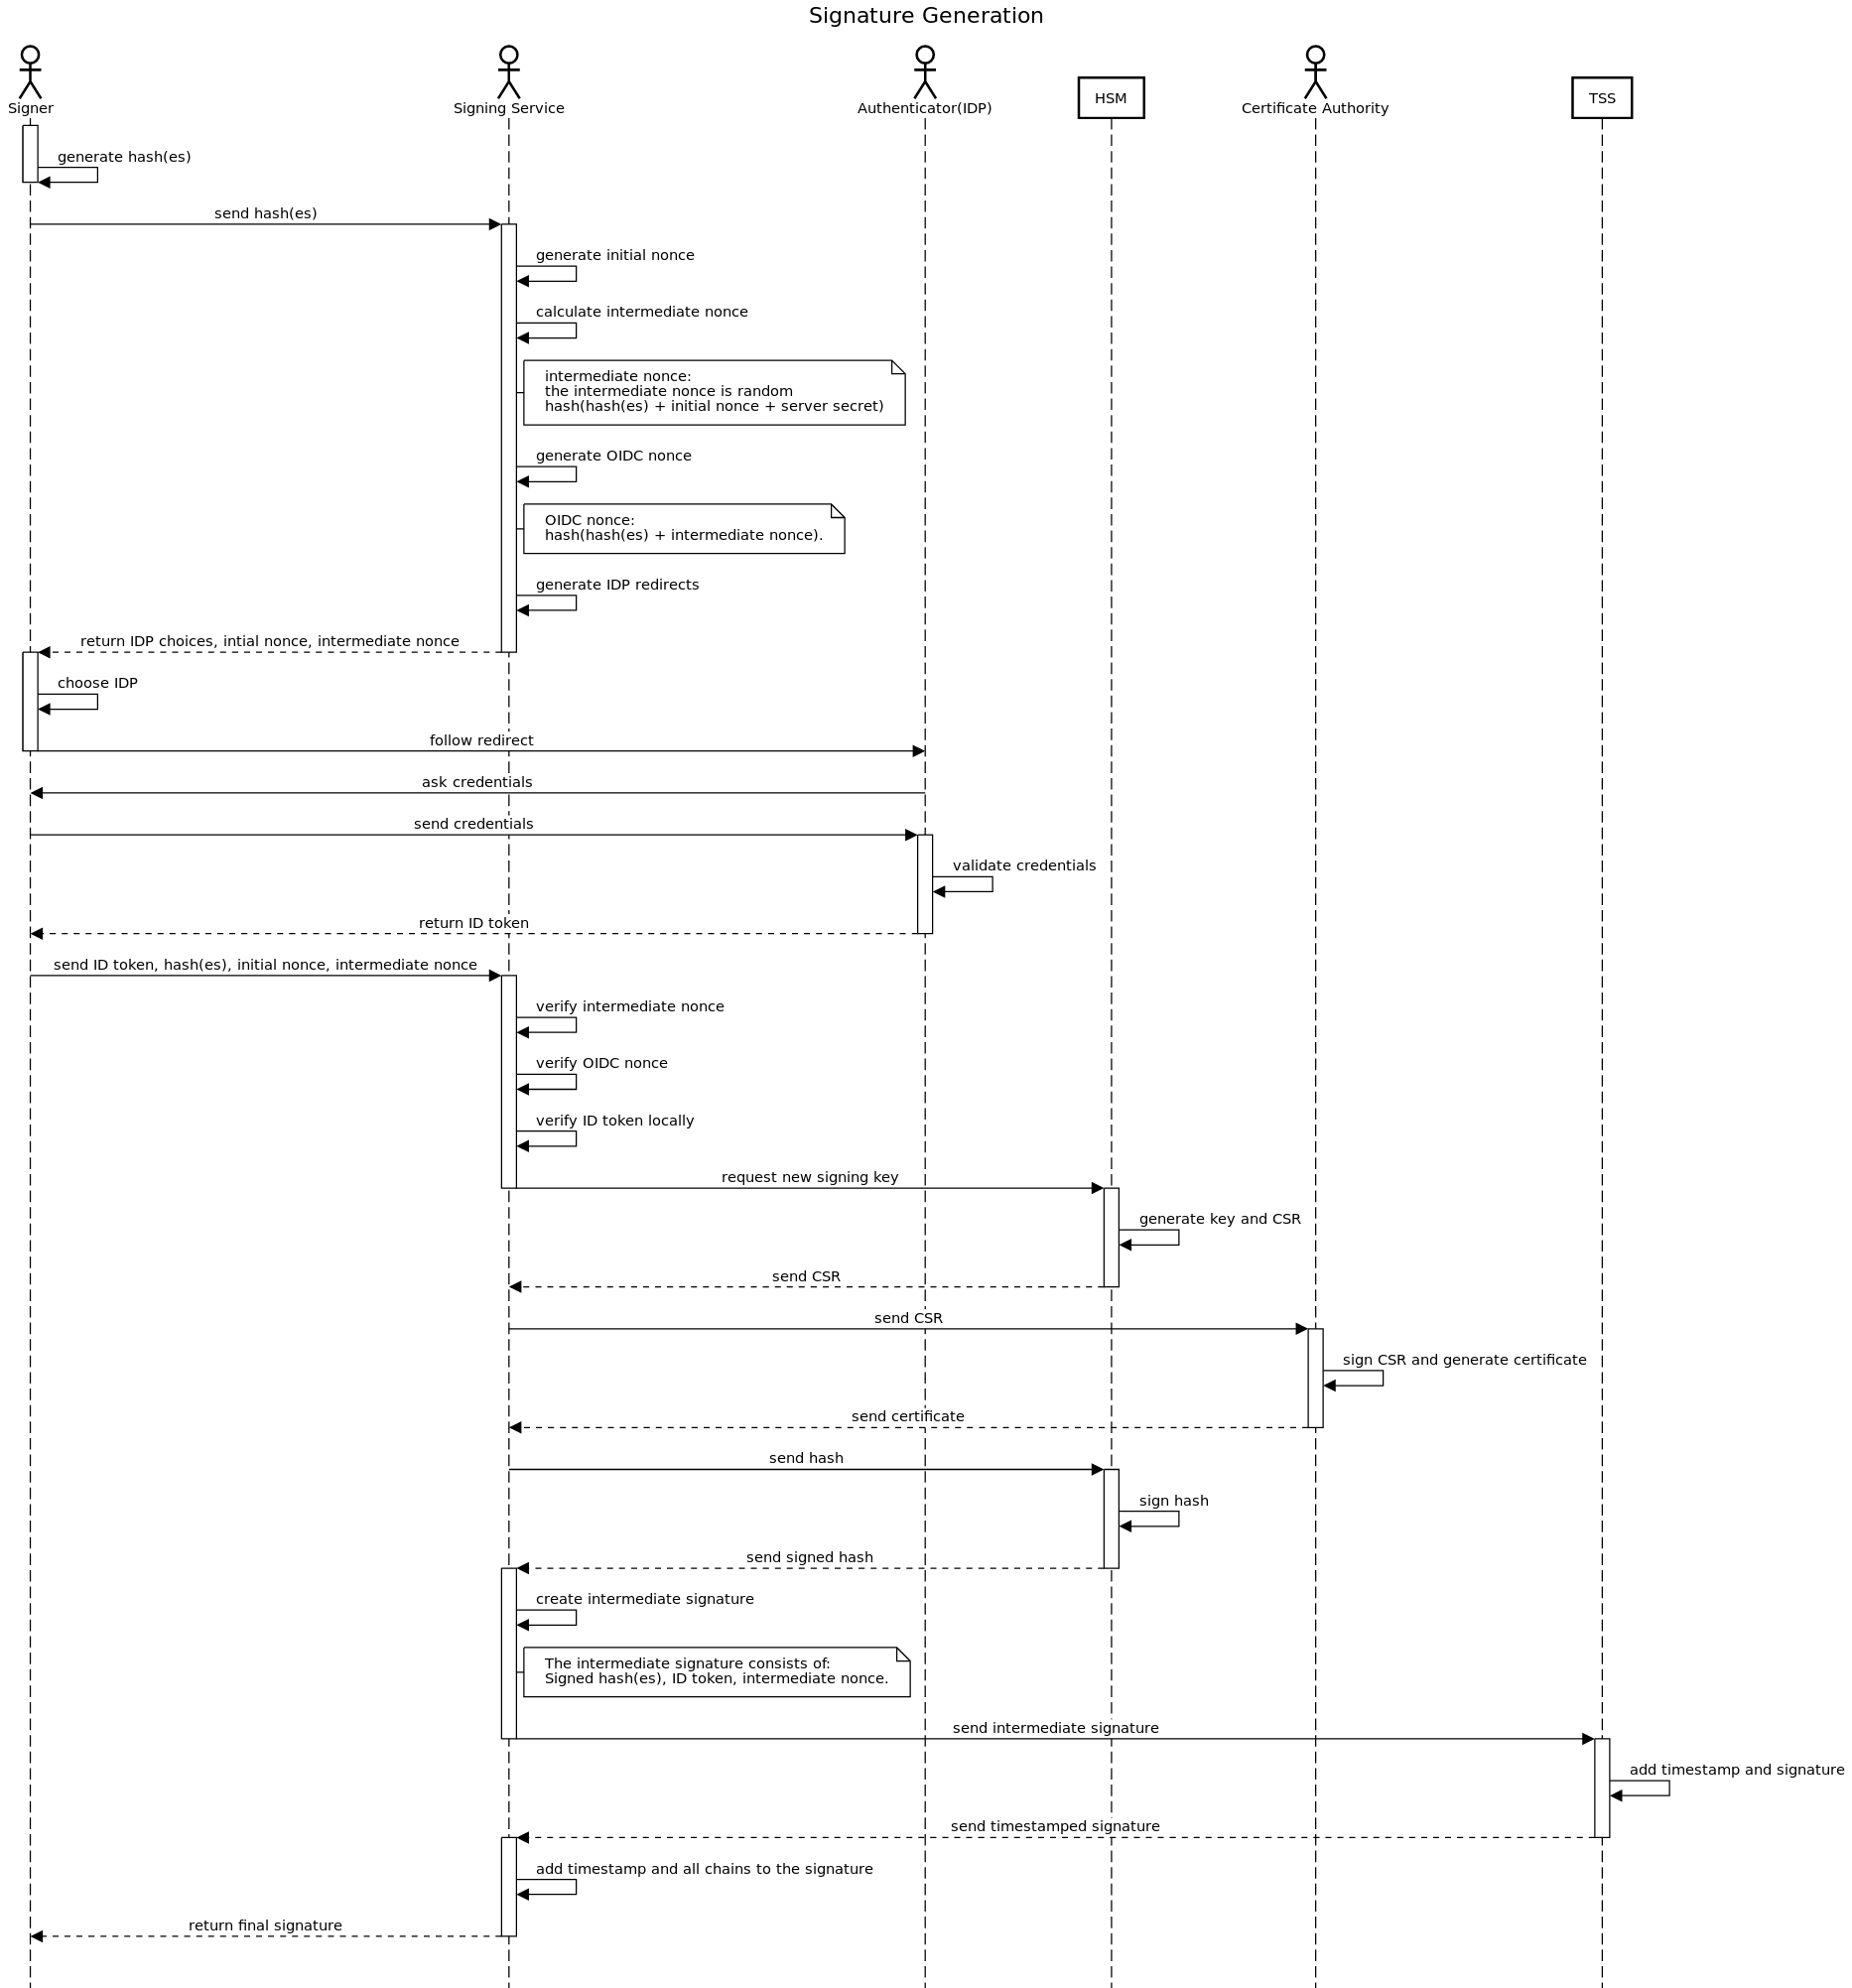 Signature Generation
Signer
Signing Service
Authenticator(IDP)
HSM
Certificate Authority
TSS
generate hash(es)
send hash(es)
generate initial nonce
calculate intermediate nonce
intermediate nonce:
the intermediate nonce is random
hash(hash(es) + initial nonce + server secret)
generate OIDC nonce
OIDC nonce:
hash(hash(es) + intermediate nonce).
generate IDP redirects
return IDP choices, intial nonce, intermediate nonce
choose IDP
follow redirect
ask credentials
send credentials
validate credentials
return ID token
send ID token, hash(es), initial nonce, intermediate nonce
verify intermediate nonce
verify OIDC nonce
verify ID token locally
request new signing key
generate key and CSR
send CSR
send CSR
sign CSR and generate certificate
send certificate
send hash
sign hash
send signed hash
create intermediate signature
The intermediate signature consists of:
Signed hash(es), ID token, intermediate nonce.
send intermediate signature
add timestamp and signature
send timestamped signature
add timestamp and all chains to the signature
return final signature